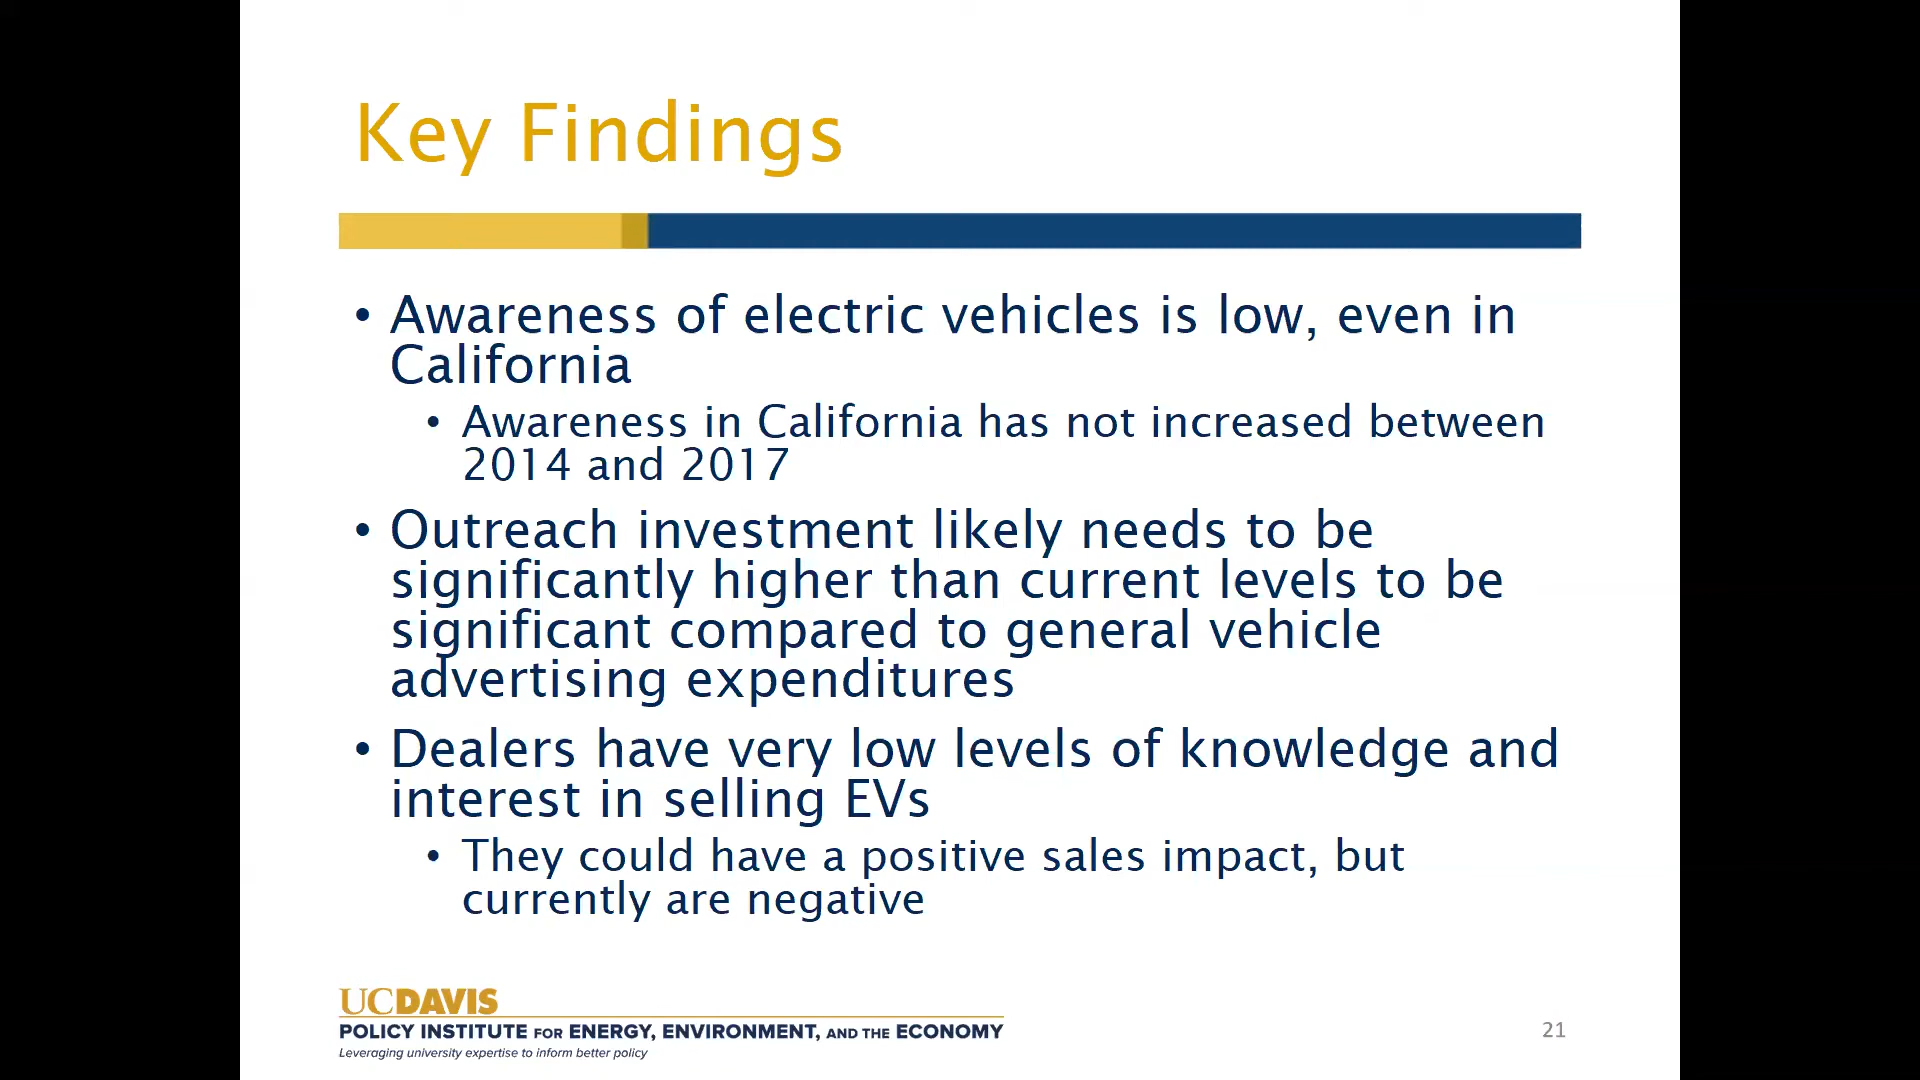 Key Findings
• Awareness of electric vehicles is low, even in
California
• Awareness in California has not increased between
2014 and 2017
• Outreach investment likely needs to be
significantly higher than current levels to be
significant compared to general vehicle
advertising expenditures
• Dealers have very low levels of knowledge and
interest in selling EVs
• They could have a positive sales impact, but
currently are negative
UCDAVIS
POLICY INSTITUTE FOR ENERGY, ENVIRONMENT, AND THE ECONOMY
Leveraging university expertise to inform better policy
21